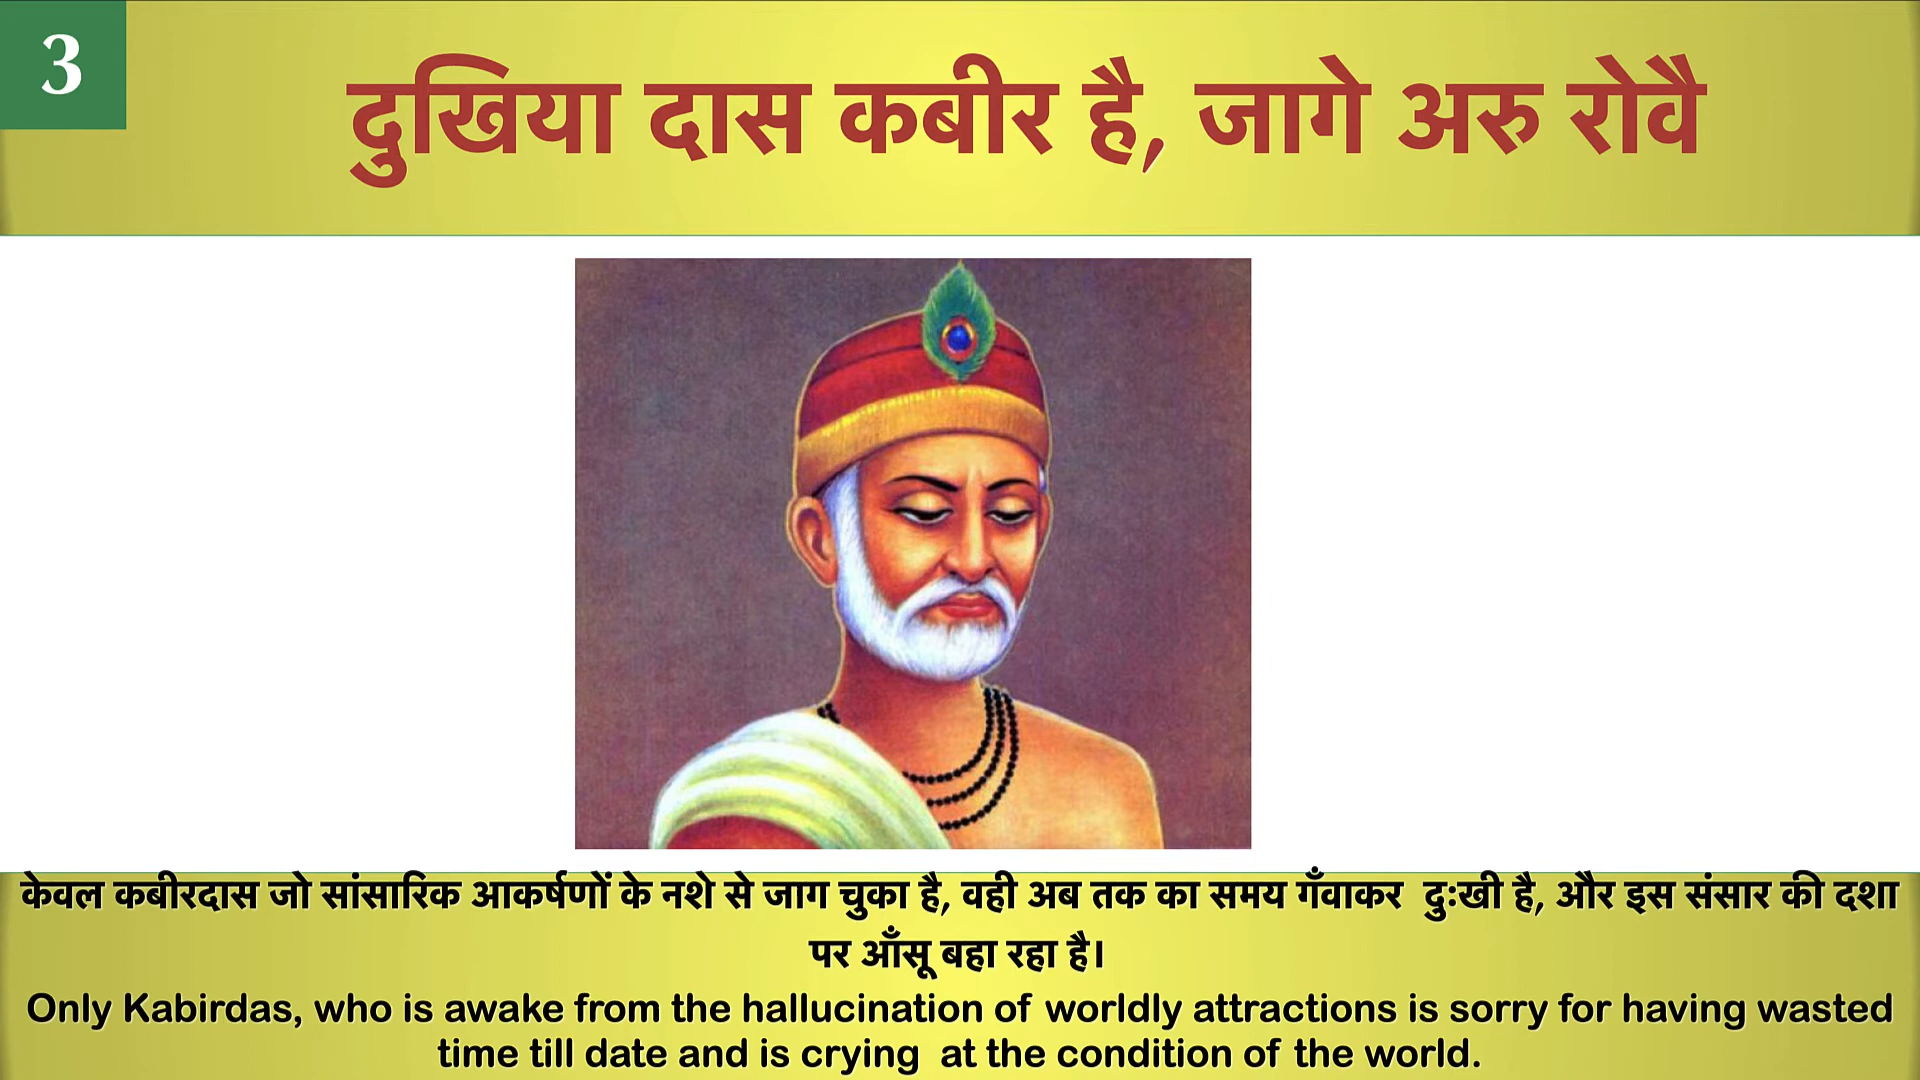 3
दुखिया दास कबीर है, जागे अरु रोवै
केवल कबीरदास जो सांसारिक आकर्षणों के नशे से जाग चुका है, वही अब तक का समय गँवाकर दुःखी है, और इस संसार की दशा
पर आँसू बहा रहा है।
Only Kabirdas, who is awake from the hallucination of worldly attractions is sorry for having wasted
time till date and is crying at the condition of the world.